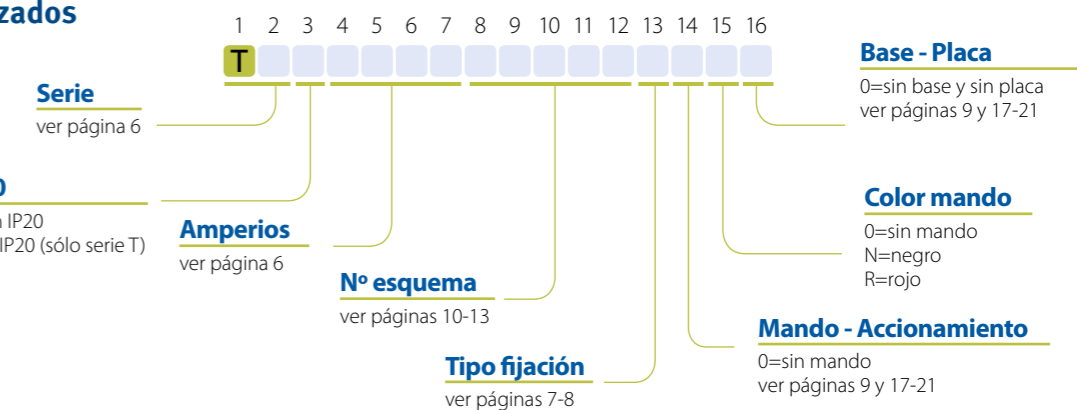 1 2 3 4 5 6 7 8 9 10 11 12 13 14 15 16
T
Serie
ver página 6
IP20
IP20 (sólo serie T)
Amperios
ver página 6
Nº esquema
ver páginas 10-13
Tipo fijación
ver páginas 7-8
Base - Placa
0=sin base y sin placa
ver páginas 9 y 17-21
Color mando
0=sin mando
N=negro
R=rojo
Mando - Accionamiento
0=sin mando
ver páginas 9 y 17-21